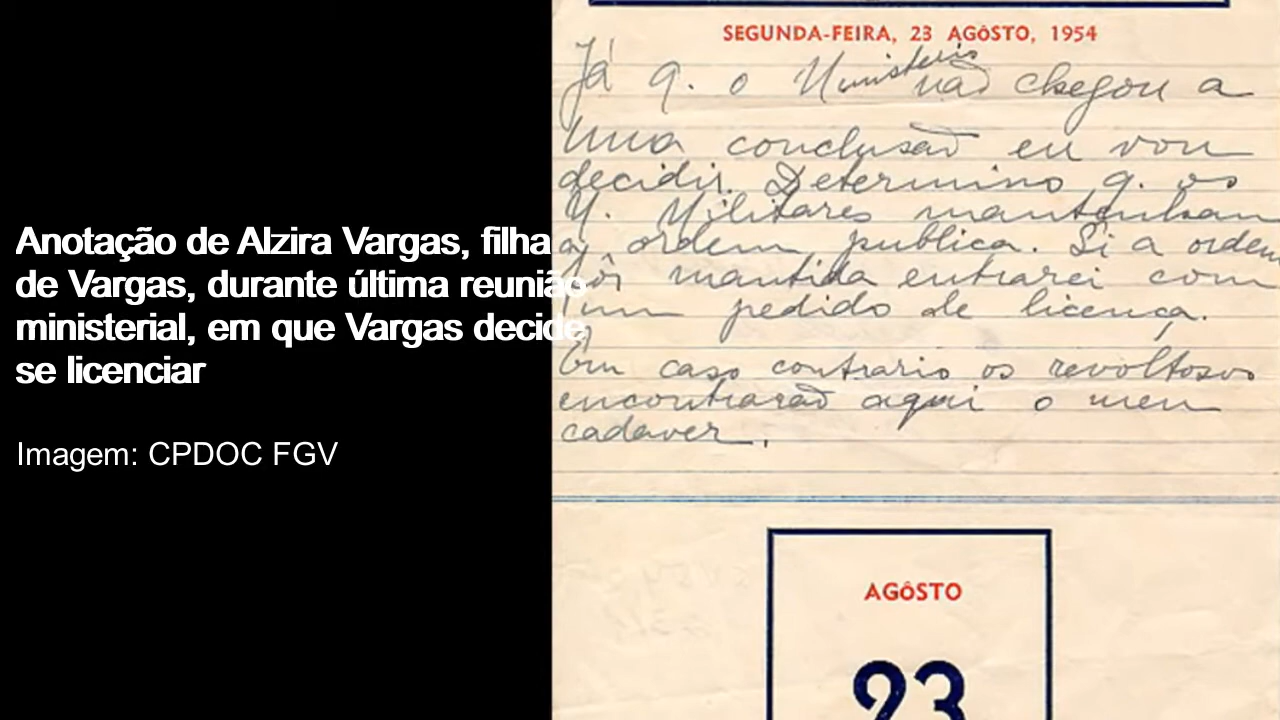 Anotação de Alzira Vargas, filha
de Vargas, durante última reunião
ministerial, em que Vargas decide
se licenciar
Imagem: CPDOC FGV
SEGUNDA-FEIRA, 23 AGÔSTO, 1954
Já q. o Ministerio não chegou a
uma conclusão eu vou
decidir. Determino q. os
M. Militares mantenham
a ordem publica. Si a ordem
fôr mantida entrarei com
um pedido de licença.
Em caso contrario os revoltosos
encontrarão aqui o meu
cadaver.
AGÔSTO
23